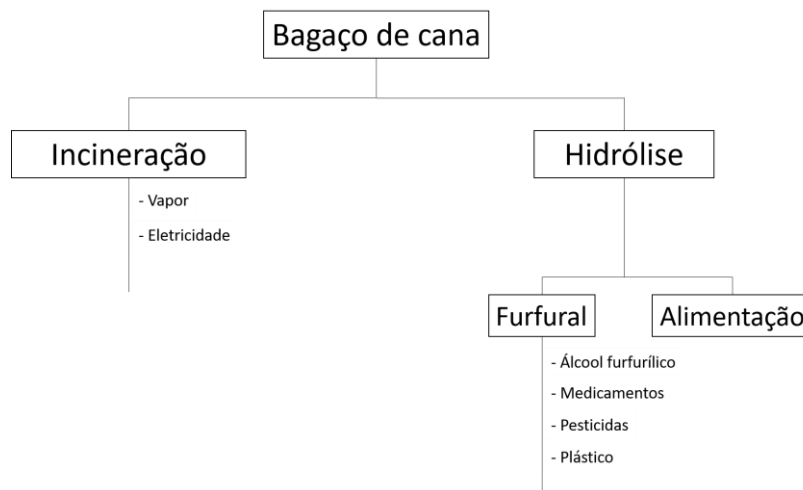 Bagaço de cana
Incineração
Hidrólise
- Vapor
- Eletricidade
Furfural
Alimentação
- Álcool furfurílico
- Medicamentos
- Pesticidas
- Plástico